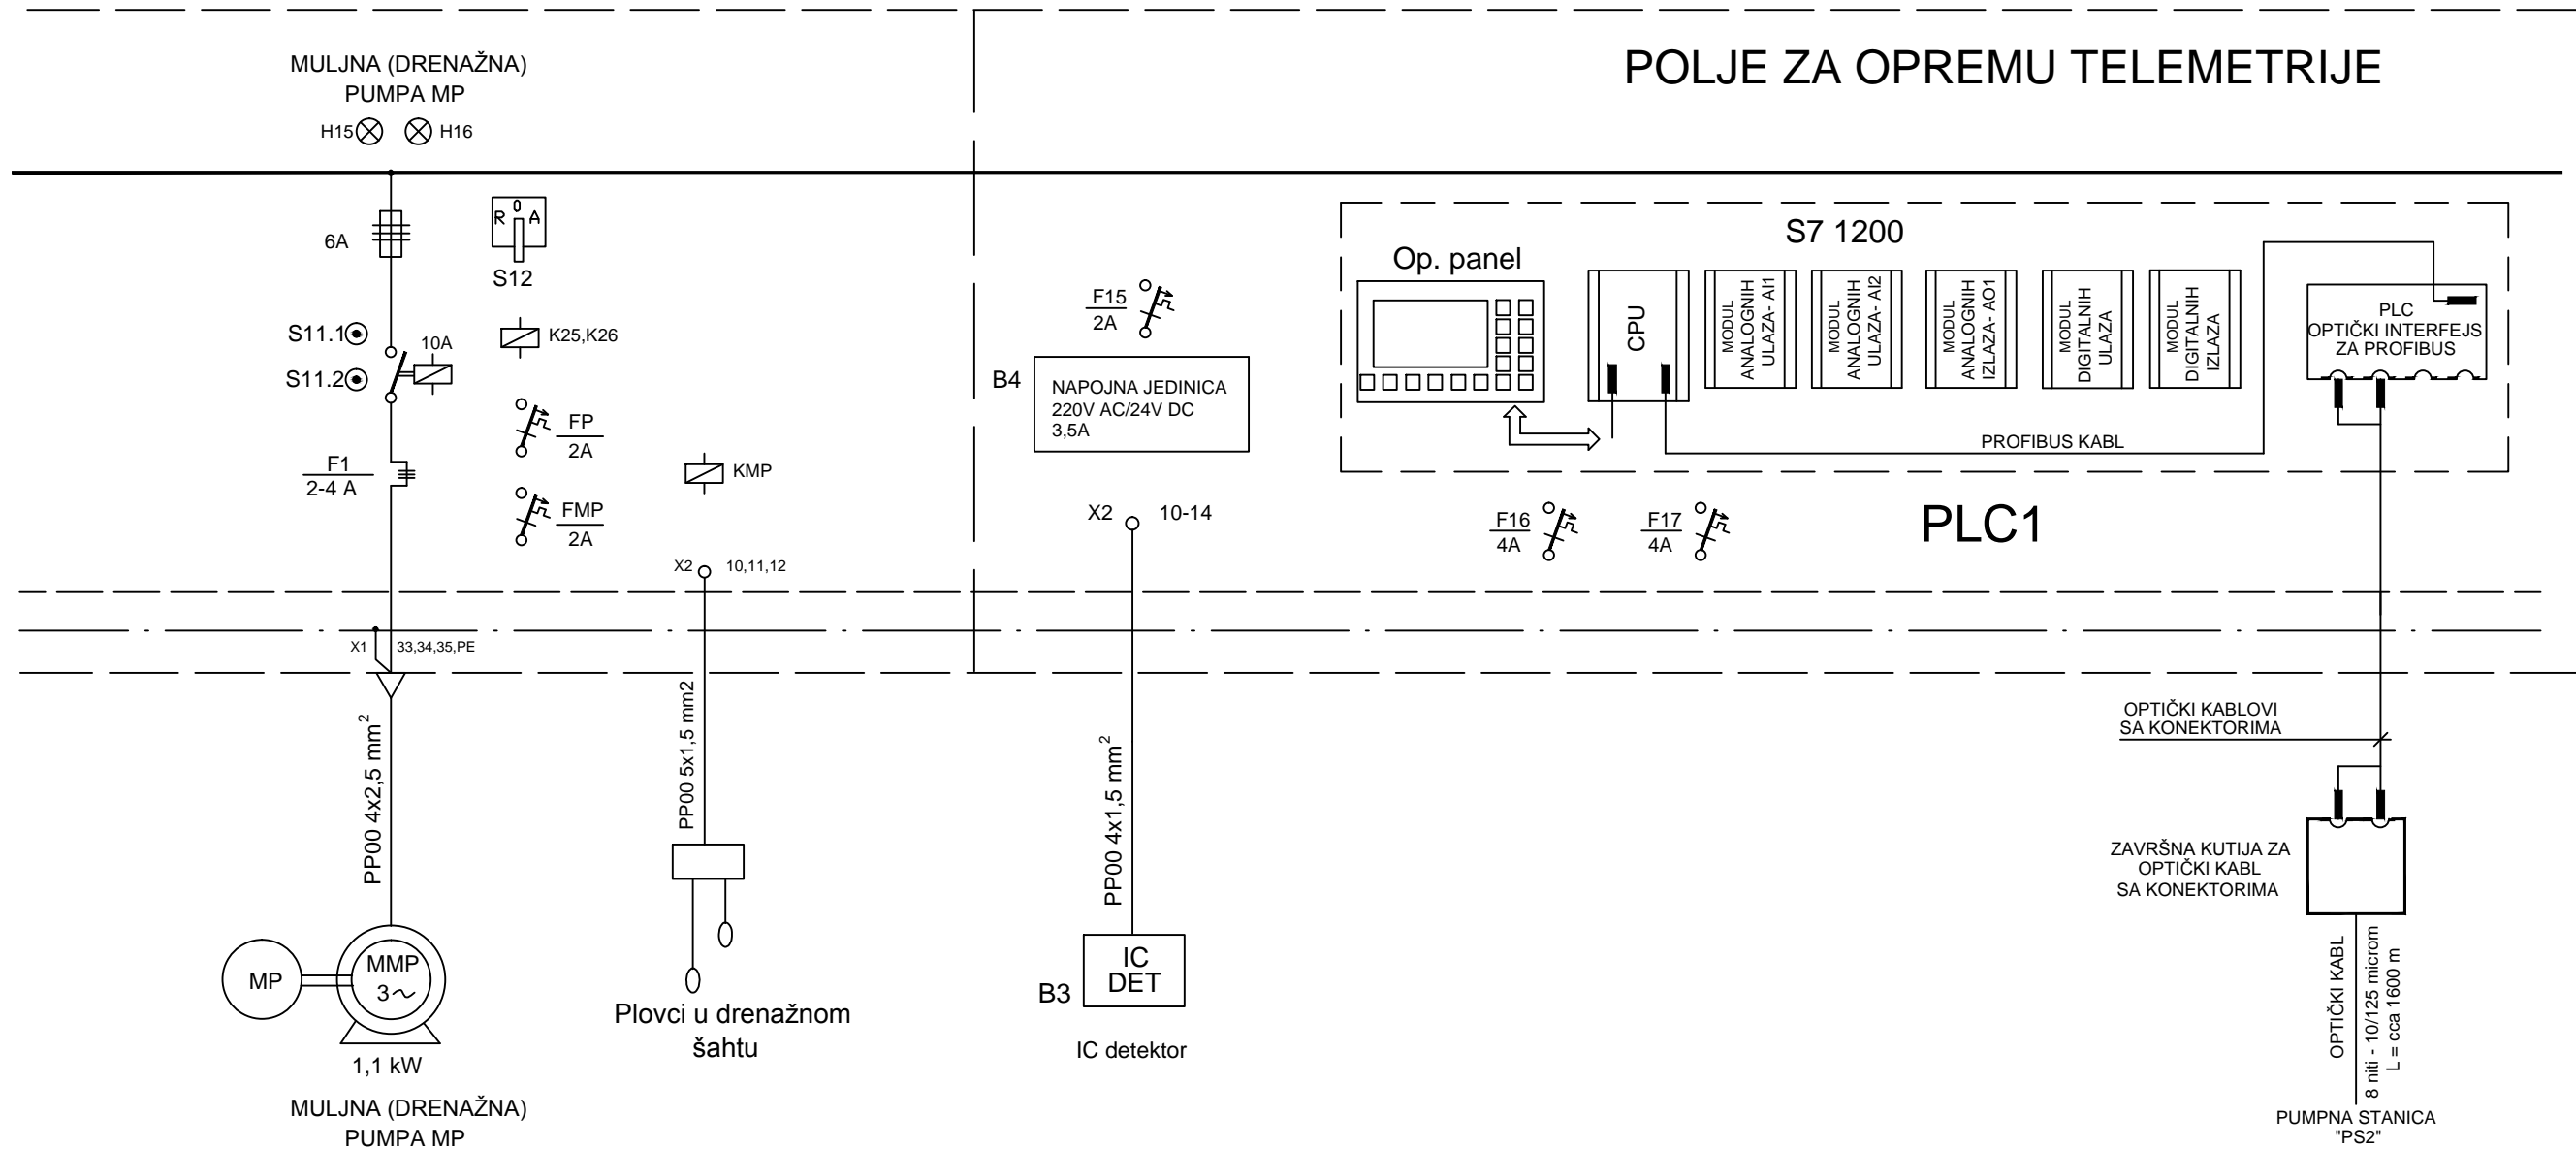 MULJNA (DRENAŽNA)
PUMPA MP
H15
H16
POLJE ZA OPREMU TELEMETRIJE
6A
R 0 A
S12
S11.1
S11.2
10A
K25,K26
FP
2A
F1
2-4 A
FMP
2A
KMP
X2
10,11,12
X1
33,34,35,PE
PP00 4x2,5 mm²
PP00 5x1,5 mm2
MP
MMP
3~
1,1 kW
MULJNA (DRENAŽNA)
PUMPA MP
Plovci u drenažnom
šahtu
F15
2A
B4
NAPOJNA JEDINICA
220V AC/24V DC
3,5A
X2
10-14
PP00 4x1,5 mm²
IC
DET
B3
IC detektor
S7 1200
Op. panel
CPU
MODUL
ANALOGNIH
ULAZA- AI1
MODUL
ANALOGNIH
ULAZA- AI2
MODUL
ANALOGNIH
IZLAZA- AO1
MODUL
DIGITALNIH
ULAZA
MODUL
DIGITALNIH
IZLAZA
PLC
OPTIČKI INTERFEJS
ZA PROFIBUS
PROFIBUS KABL
F16
4A
F17
4A
PLC1
OPTIČKI KABLOVI
SA KONEKTORIMA
ZAVRŠNA KUTIJA ZA
OPTIČKI KABL
SA KONEKTORIMA
OPTIČKI KABL
8 niti - 10/125 microm
L = cca 1600 m
PUMPNA STANICA
"PS2"